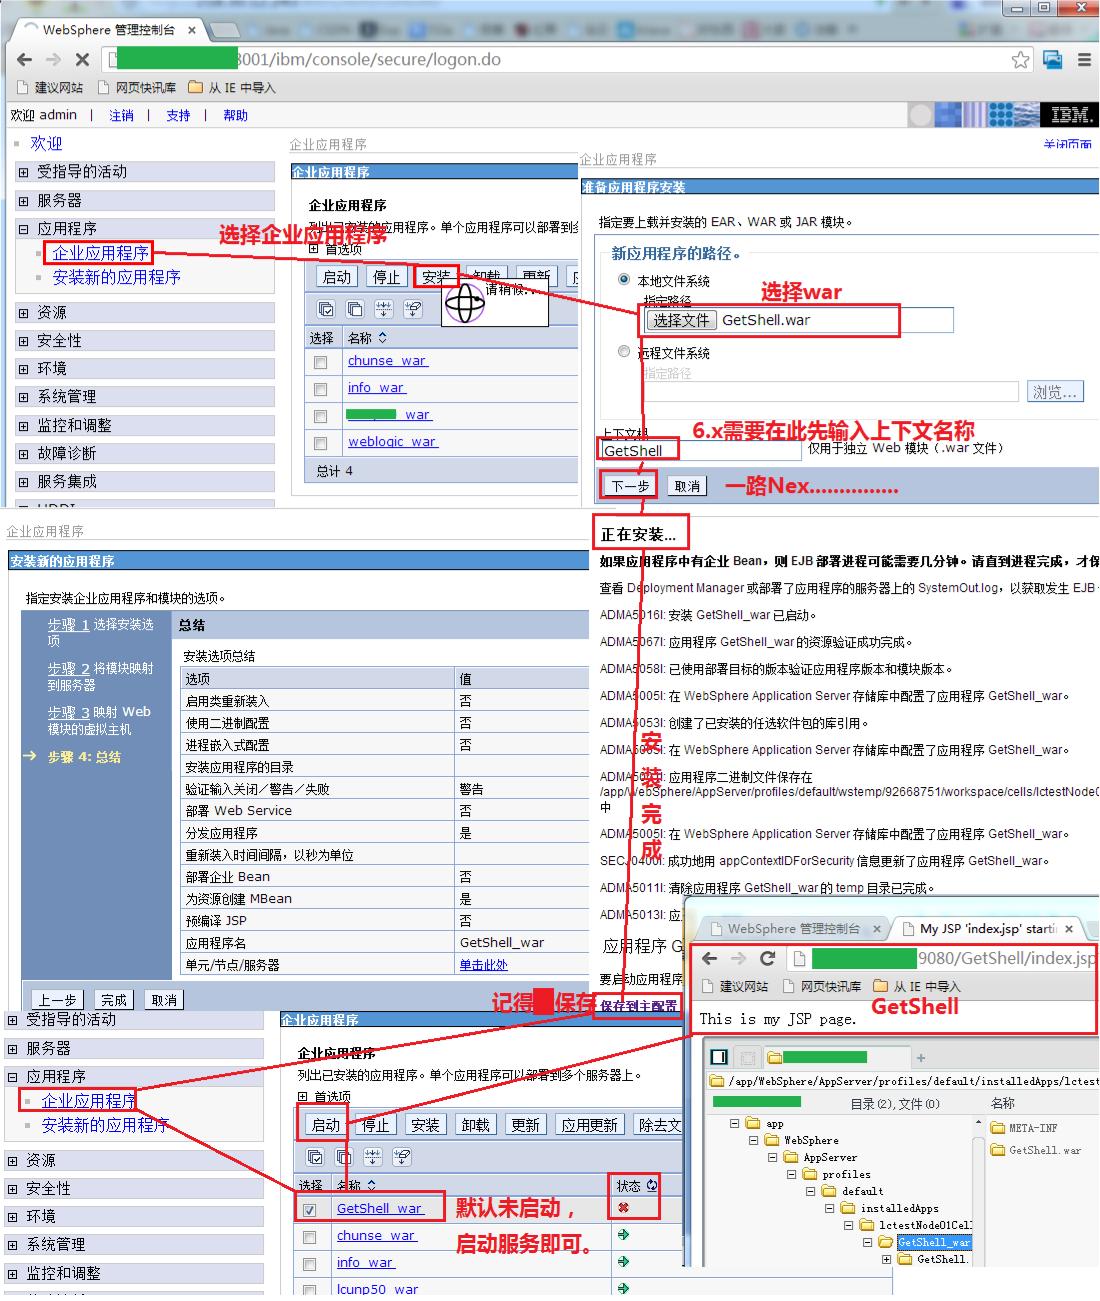 WebSphere 管理控制台
8001/ibm/console/secure/logon.do
建议网站 网页快讯库 从 IE 中导入
欢迎 admin | 注销 | 支持 | 帮助
IBM.
关闭页面
欢迎
受指导的活动
服务器
应用程序
企业应用程序
安装新的应用程序
资源
安全性
环境
系统管理
监控和调整
故障诊断
服务集成
UDDI
选择企业应用程序
企业应用程序
企业应用程序
企业应用程序
列出已安装的应用程序。单个应用程序可以部署到多
首选项
启动 停止 安装 卸载 更新
请稍候...
选择 名称
chunse_war
info_war
_war
weblogic_war
总计 4
企业应用程序
准备应用程序安装
指定要上载并安装的 EAR、WAR 或 JAR 模块。
新应用程序的路径。
本地文件系统
指定路径
选择war
选择文件 GetShell.war
远程文件系统
指定路径
浏览...
上下文根
6.x需要在此先输入上下文名称
GetShell
仅用于独立 Web 模块（.war 文件）
下一步 取消
一路Nex...............
企业应用程序
安装新的应用程序
指定安装企业应用程序和模块的选项。
步骤 1 选择安装选
项
步骤 2 将模块映射
到服务器
步骤 3 映射 Web
模块的虚拟主机
步骤 4: 总结
总结
安装选项总结
选项 值
启用类重新装入 否
使用二进制配置 否
进程嵌入式配置 否
安装应用程序的目录
验证输入关闭／警告／失败 警告
部署 Web Service 否
分发应用程序 是
重新装入时间间隔，以秒为单位
部署企业 Bean 否
为资源创建 MBean 是
预编译 JSP 否
应用程序名 GetShell_war
单元/节点/服务器 单击此处
上一步 完成 取消
正在安装...
如果应用程序中有企业 Bean，则 EJB 部署进程可能需要几分钟。请直到进程完成，才保
查看 Deployment Manager 或部署了应用程序的服务器上的 SystemOut.log，以获取发生 EJB
ADMA5016I: 安装 GetShell_war 已启动。
ADMA5067I: 应用程序 GetShell_war 的资源验证成功完成。
ADMA5058I: 已使用部署目标的版本验证应用程序版本和模块版本。
ADMA5005I: 在 WebSphere Application Server 存储库中配置了应用程序 GetShell_war。
ADMA5053I: 创建了已安装的任选软件包的库引用。
ADMA5005I: 在 WebSphere Application Server 存储库中配置了应用程序 GetShell_war。
应用程序二进制文件保存在
/app/WebSphere/AppServer/profiles/default/wstemp/92668751/workspace/cells/lctestNode0
中
ADMA5005I: 在 WebSphere Application Server 存储库中配置了应用程序 GetShell_war。
SECJ0400I: 成功地用 appContextIDForSecurity 信息更新了应用程序 GetShell_war。
ADMA5011I: 清除应用程序 GetShell_war 的 temp 目录已完成。
ADMA5013I: 应
应用程序 G
要启动应用程序
保存到主配置
安
装
完
成
记得 保存
WebSphere 管理控制台 My JSP 'index.jsp' starti
9080/GetShell/index.jsp
建议网站 网页快讯库 从 IE 中导入
GetShell
This is my JSP page.
/app/WebSphere/AppServer/profiles/default/installedApps/lctes
目录(2),文件(0) 名称
app
WebSphere
AppServer
profiles
default
installedApps
lctestNode01Cell
GetShell_war
GetShell.
META-INF
GetShell.war
受指导的活动
服务器
应用程序
企业应用程序
安装新的应用程序
资源
安全性
环境
系统管理
监控和调整
企业应用程序
企业应用程序
列出已安装的应用程序。单个应用程序可以部署到多个服务器上。
首选项
启动 停止 安装 卸载 更新 应用更新 除去文
选择 名称 状态
GetShell_war
chunse_war
info_war
lcunp50_war
默认未启动，
启动服务即可。